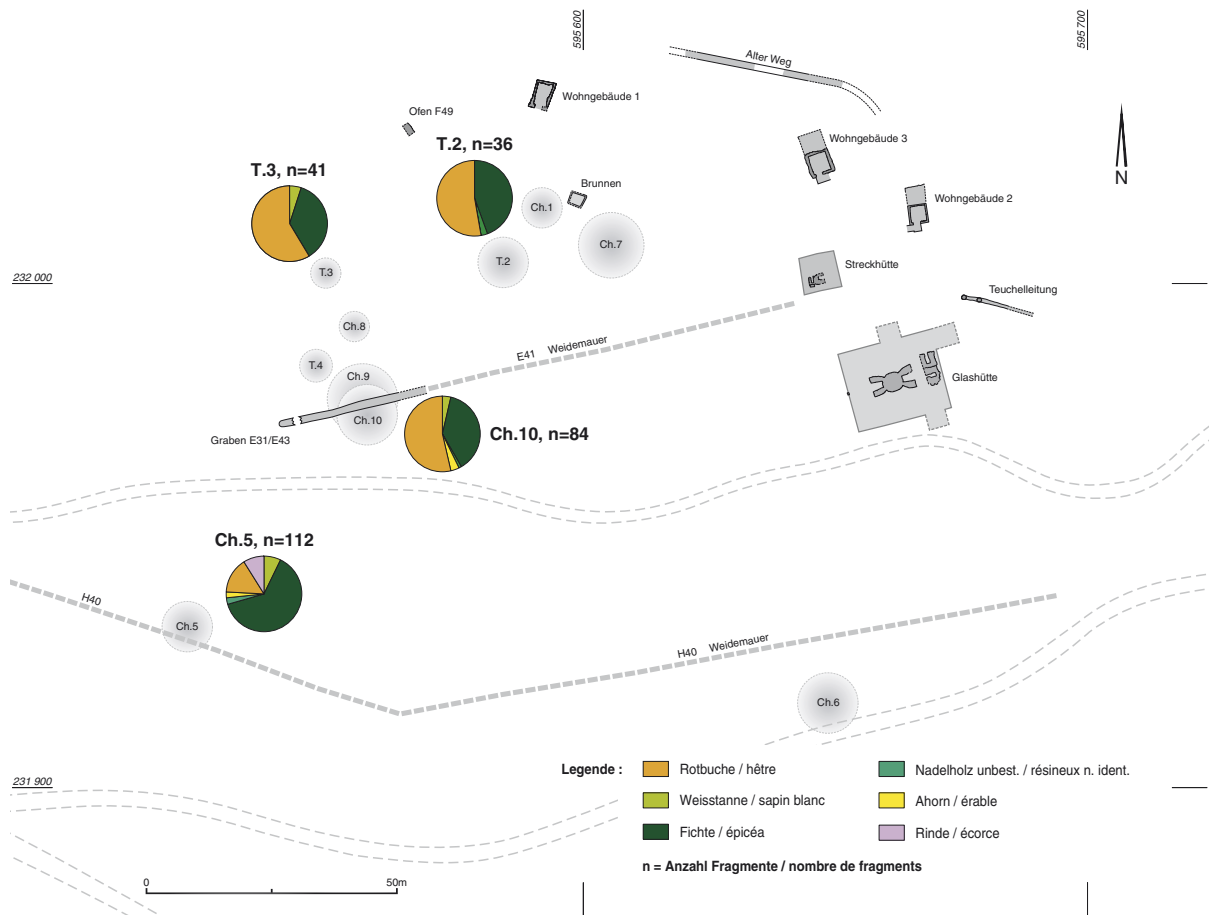 595 600
595 700
Alter Weg
Wohngebäude 1
Ofen F49
T.2, n=36
Wohngebäude 3
N
T.3, n=41
Brunnen
Ch.1
Wohngebäude 2
Ch.7
T.2
Streckhütte
T.3
232 000
Teuchelleitung
Ch.8
E41 Weidemauer
T.4
Ch.9
Glashütte
Ch.10
Graben E31/E43
Ch.10, n=84
Ch.5, n=112
H40
Ch.5
H40 Weidemauer
Ch.6
Legende :
Rotbuche / hêtre
Nadelholz unbest. / résineux n. ident.
231 900
Weisstanne / sapin blanc
Ahorn / érable
Fichte / épicéa
Rinde / écorce
n = Anzahl Fragmente / nombre de fragments
0
50m